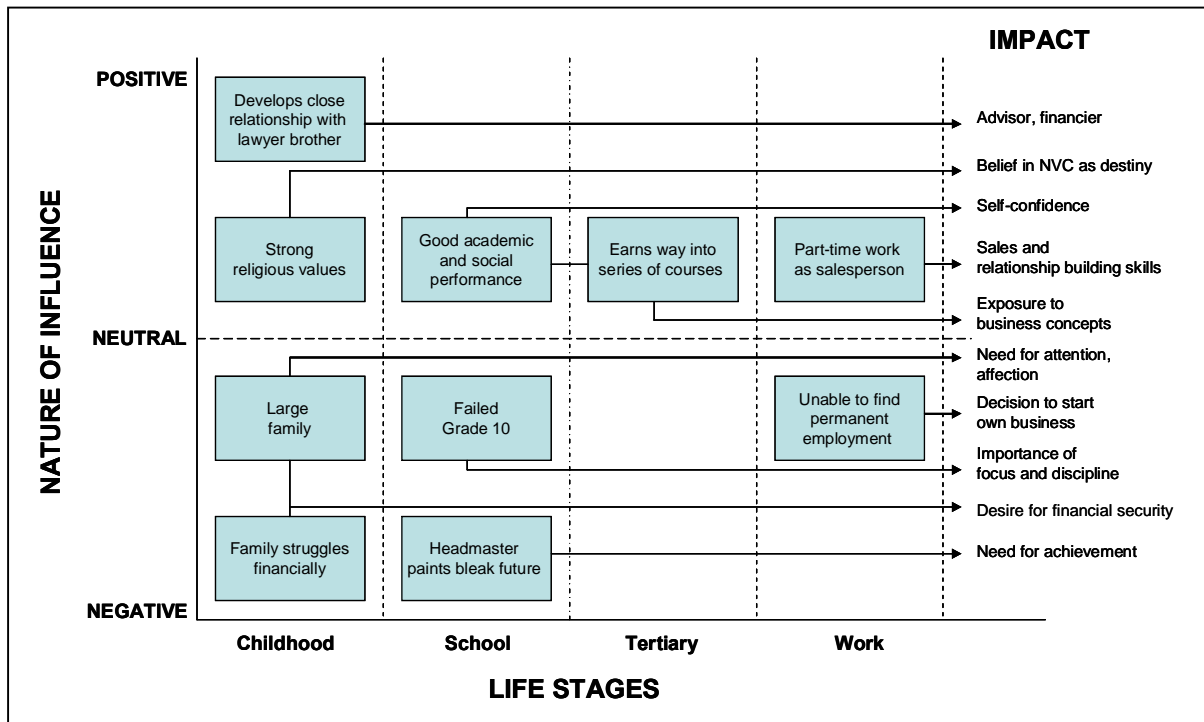 IMPACT
POSITIVE
Develops close
relationship with
lawyer brother
Advisor, financier
Belief in NVC as destiny
Self-confidence
Strong
religious values
Good academic
and social
performance
Earns way into
series of courses
Part-time work
as salesperson
Sales and
relationship building skills
Exposure to
business concepts
NEUTRAL
Need for attention,
affection
Large
family
Failed
Grade 10
Unable to find
permanent
employment
Decision to start
own business
Importance of
focus and discipline
Desire for financial security
Family struggles
financially
Headmaster
paints bleak future
Need for achievement
NEGATIVE
NATURE OF INFLUENCE
Childhood
School
Tertiary
Work
LIFE STAGES